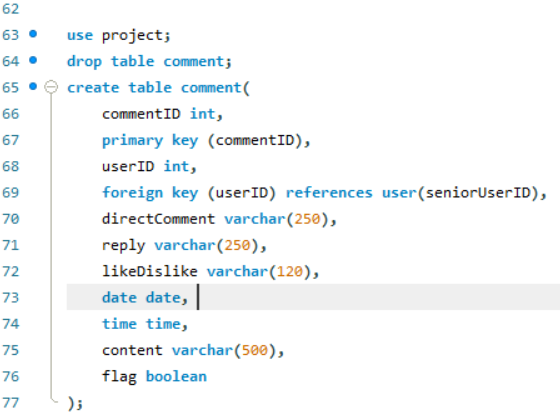 62
63 use project;
64 drop table comment;
65 create table comment(
66 commentID int,
67 primary key (commentID),
68 userID int,
69 foreign key (userID) references user(seniorUserID),
70 directComment varchar(250),
71 reply varchar(250),
72 likeDislike varchar(120),
73 date date,
74 time time,
75 content varchar(500),
76 flag boolean
77 );